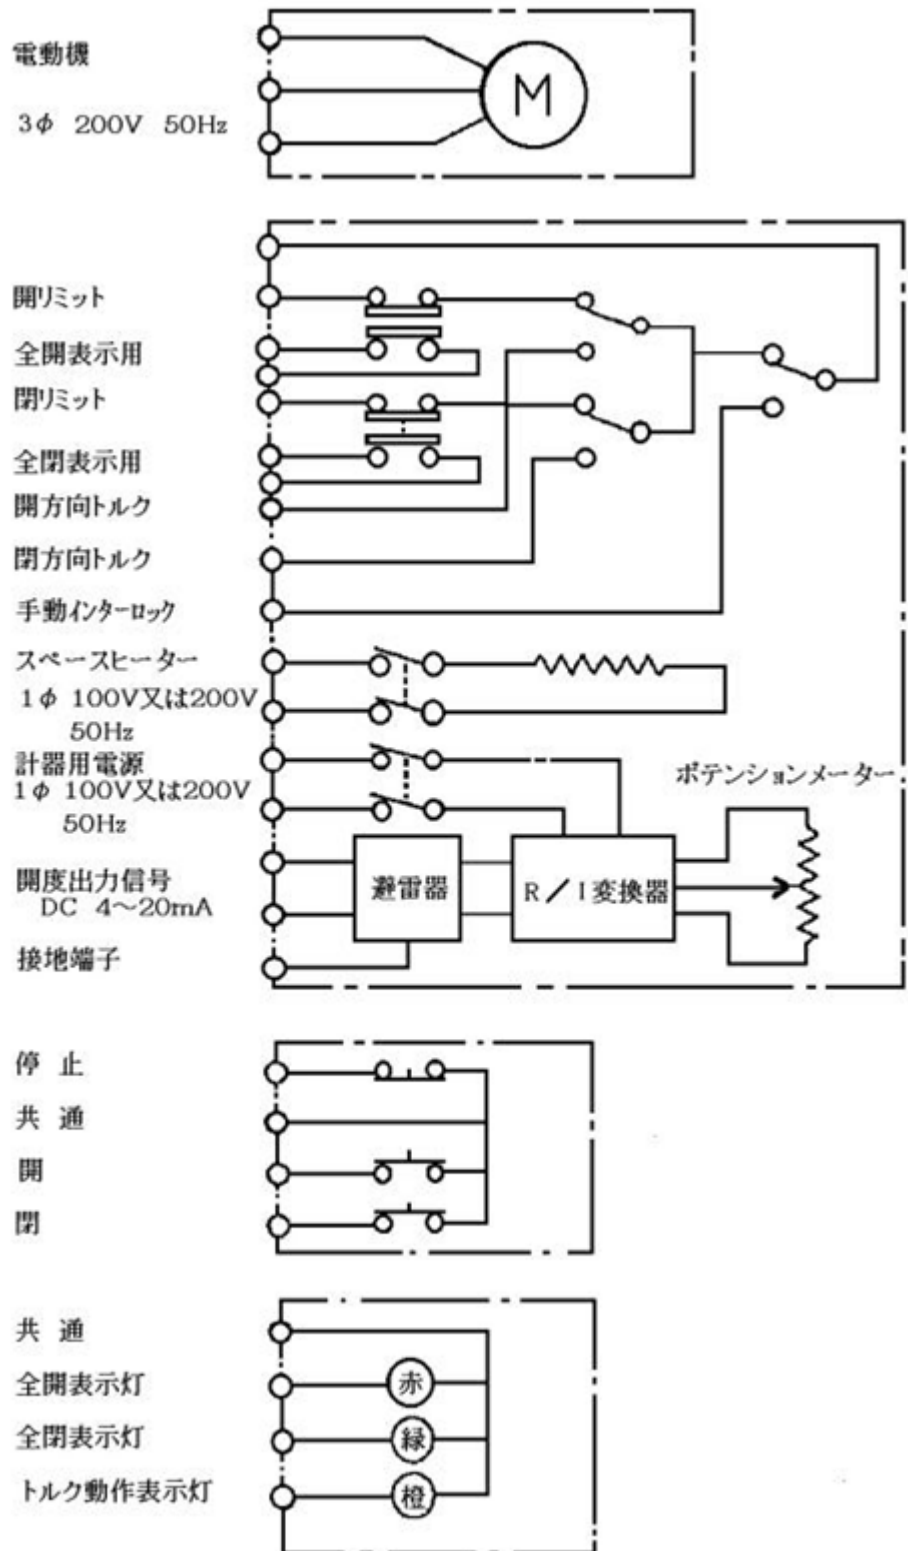 電動機
3φ 200V 50Hz
M
開リミット
全開表示用
閉リミット
全閉表示用
開方向トルク
閉方向トルク
手動インターロック
スペースヒーター
1φ 100V又は200V
50Hz
計器用電源
1φ 100V又は200V
50Hz
ポテンションメーター
開度出力信号
DC 4～20mA
避雷器
R／I変換器
接地端子
停 止
共 通
開
閉
共 通
全開表示灯
赤
全閉表示灯
緑
トルク動作表示灯
橙